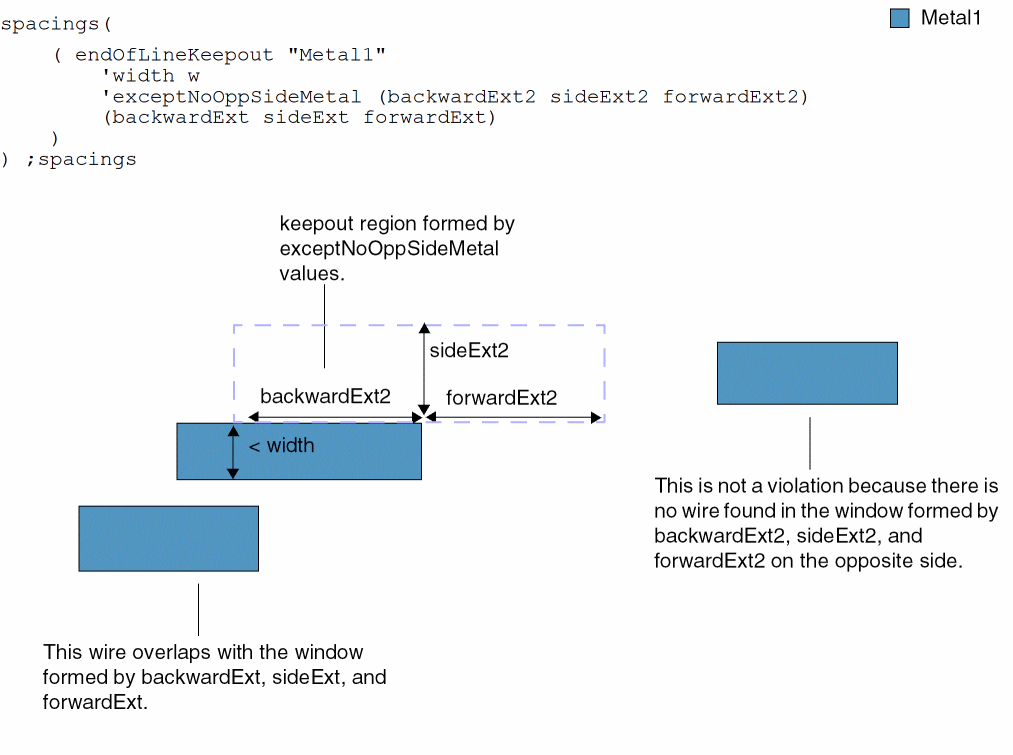 Metal1
spacings(
( endOfLineKeepout "Metal1"
'width w
'exceptNoOppSideMetal (backwardExt2 sideExt2 forwardExt2)
(backwardExt sideExt forwardExt)
)
) ;spacings
keepout region formed by
exceptNoOppSideMetal
values.
sideExt2
backwardExt2
forwardExt2
< width
This is not a violation because there is
no wire found in the window formed by
backwardExt2, sideExt2, and
forwardExt2 on the opposite side.
This wire overlaps with the window
formed by backwardExt, sideExt, and
forwardExt.